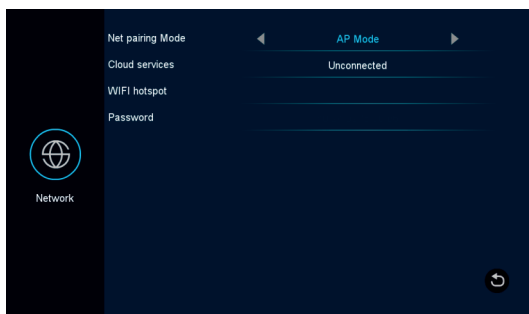 Net pairing Mode AP Mode
Cloud services Unconnected
WIFI hotspot
Password
Network